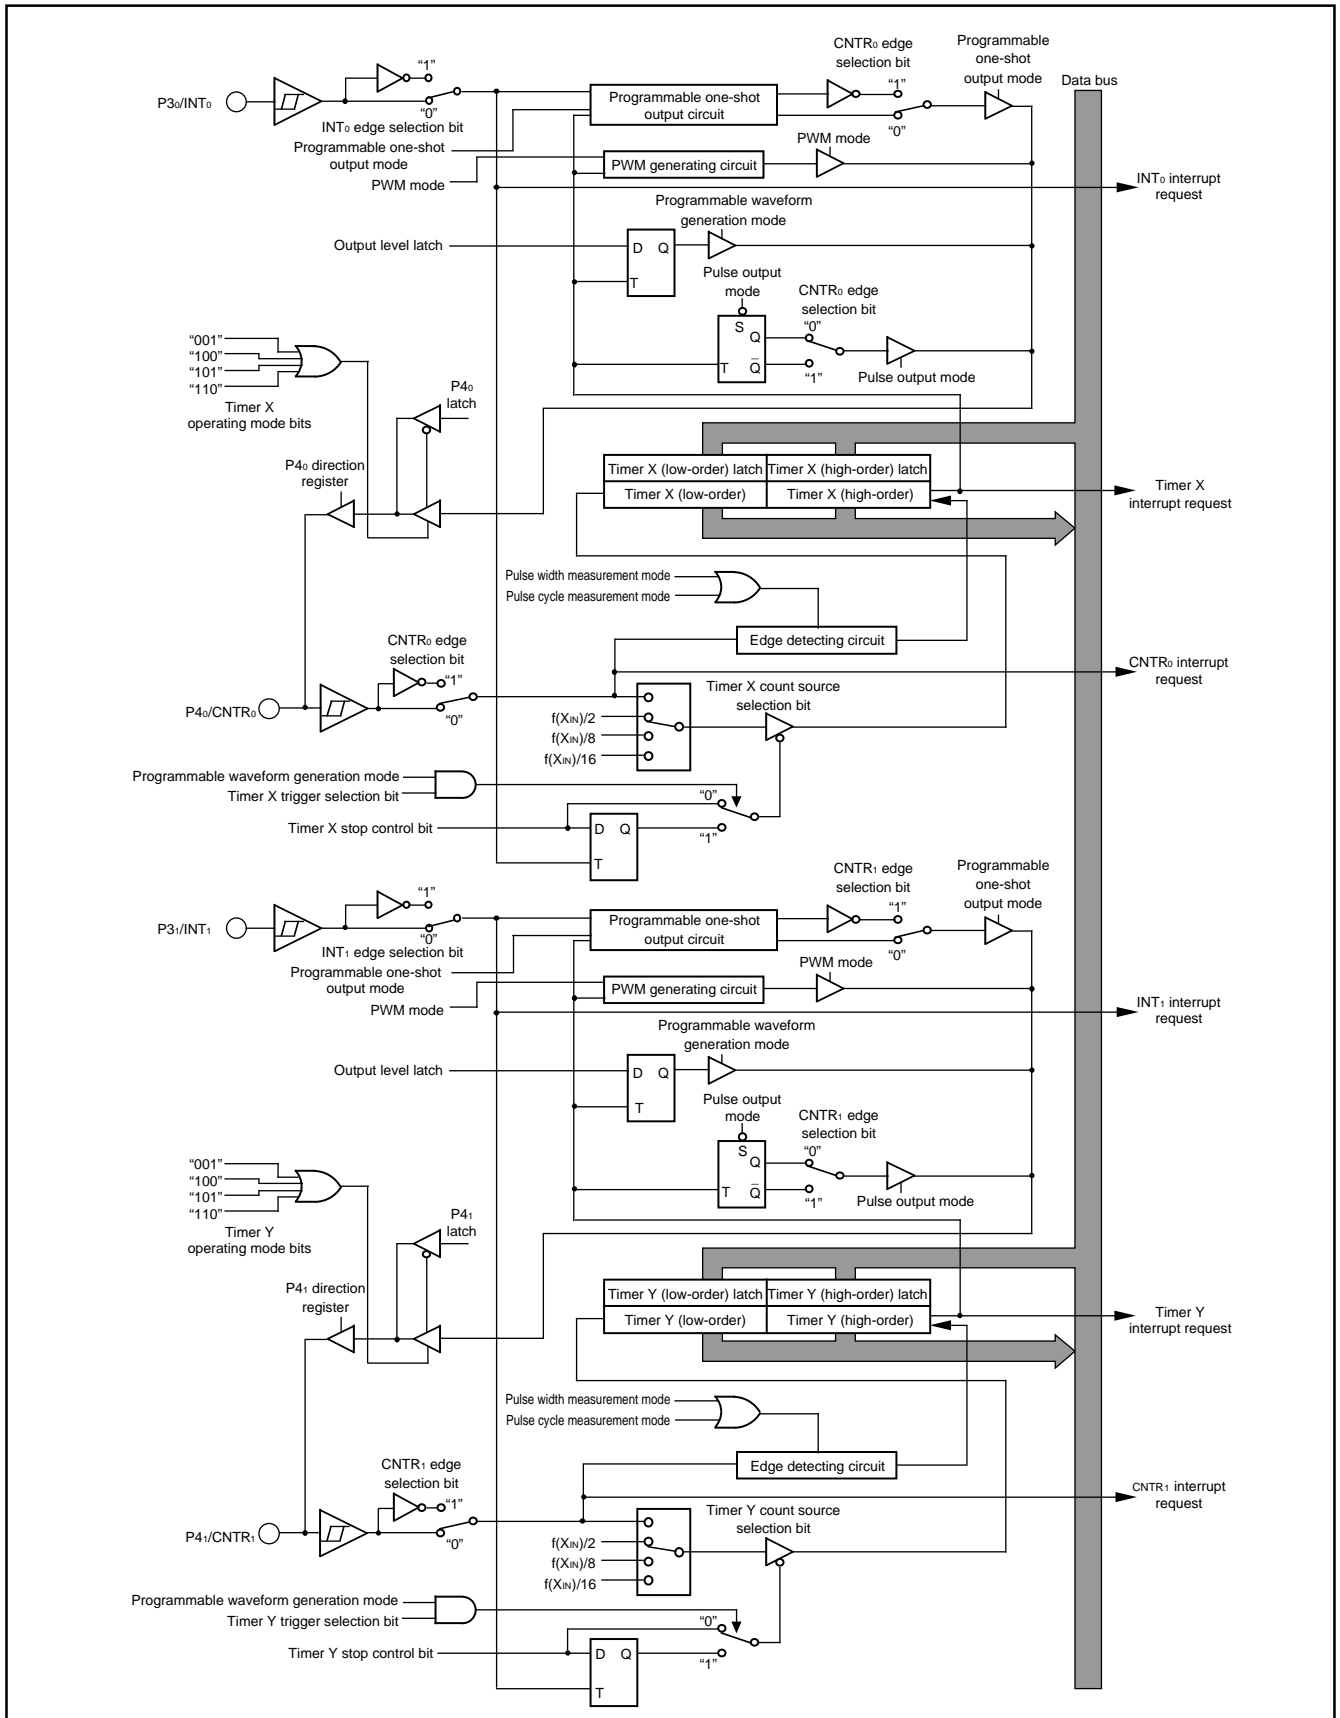 CNTR₀ edge
selection bit
Programmable
one-shot
output mode
Data bus
P3₀/INT₀
“1”
“0”
INT₀ edge selection bit
Programmable one-shot
output mode
PWM mode
Programmable one-shot
output circuit
“1”
“0”
PWM generating circuit
PWM mode
INT₀ interrupt
request
Programmable waveform
generation mode
Output level latch
D Q
T
Pulse output
mode
CNTR₀ edge
selection bit
S
Q
T Q̅
“0”
“1”
Pulse output mode
“001”
“100”
“101”
“110”
Timer X
operating mode bits
P4₀
latch
P4₀ direction
register
Timer X (low-order) latch
Timer X (high-order) latch
Timer X (low-order)
Timer X (high-order)
Timer X
interrupt request
Pulse width measurement mode
Pulse cycle measurement mode
Edge detecting circuit
CNTR₀ interrupt
request
CNTR₀ edge
selection bit
“1”
“0”
P4₀/CNTR₀
Timer X count source
selection bit
f(XIN)/2
f(XIN)/8
f(XIN)/16
Programmable waveform generation mode
Timer X trigger selection bit
Timer X stop control bit
“0”
“1”
D Q
T
CNTR₁ edge
selection bit
Programmable
one-shot
output mode
P3₁/INT₁
“1”
“0”
INT₁ edge selection bit
Programmable one-shot
output mode
PWM mode
Programmable one-shot
output circuit
“1”
“0”
PWM generating circuit
PWM mode
INT₁ interrupt
request
Programmable waveform
generation mode
Output level latch
D Q
T
Pulse output
mode
CNTR₁ edge
selection bit
S
Q
T Q̅
“0”
“1”
Pulse output mode
“001”
“100”
“101”
“110”
Timer Y
operating mode bits
P4₁
latch
P4₁ direction
register
Timer Y (low-order) latch
Timer Y (high-order) latch
Timer Y (low-order)
Timer Y (high-order)
Timer Y
interrupt request
Pulse width measurement mode
Pulse cycle measurement mode
Edge detecting circuit
CNTR₁ interrupt
request
CNTR₁ edge
selection bit
“1”
“0”
P4₁/CNTR₁
Timer Y count source
selection bit
f(XIN)/2
f(XIN)/8
f(XIN)/16
Programmable waveform generation mode
Timer Y trigger selection bit
Timer Y stop control bit
“0”
“1”
D Q
T